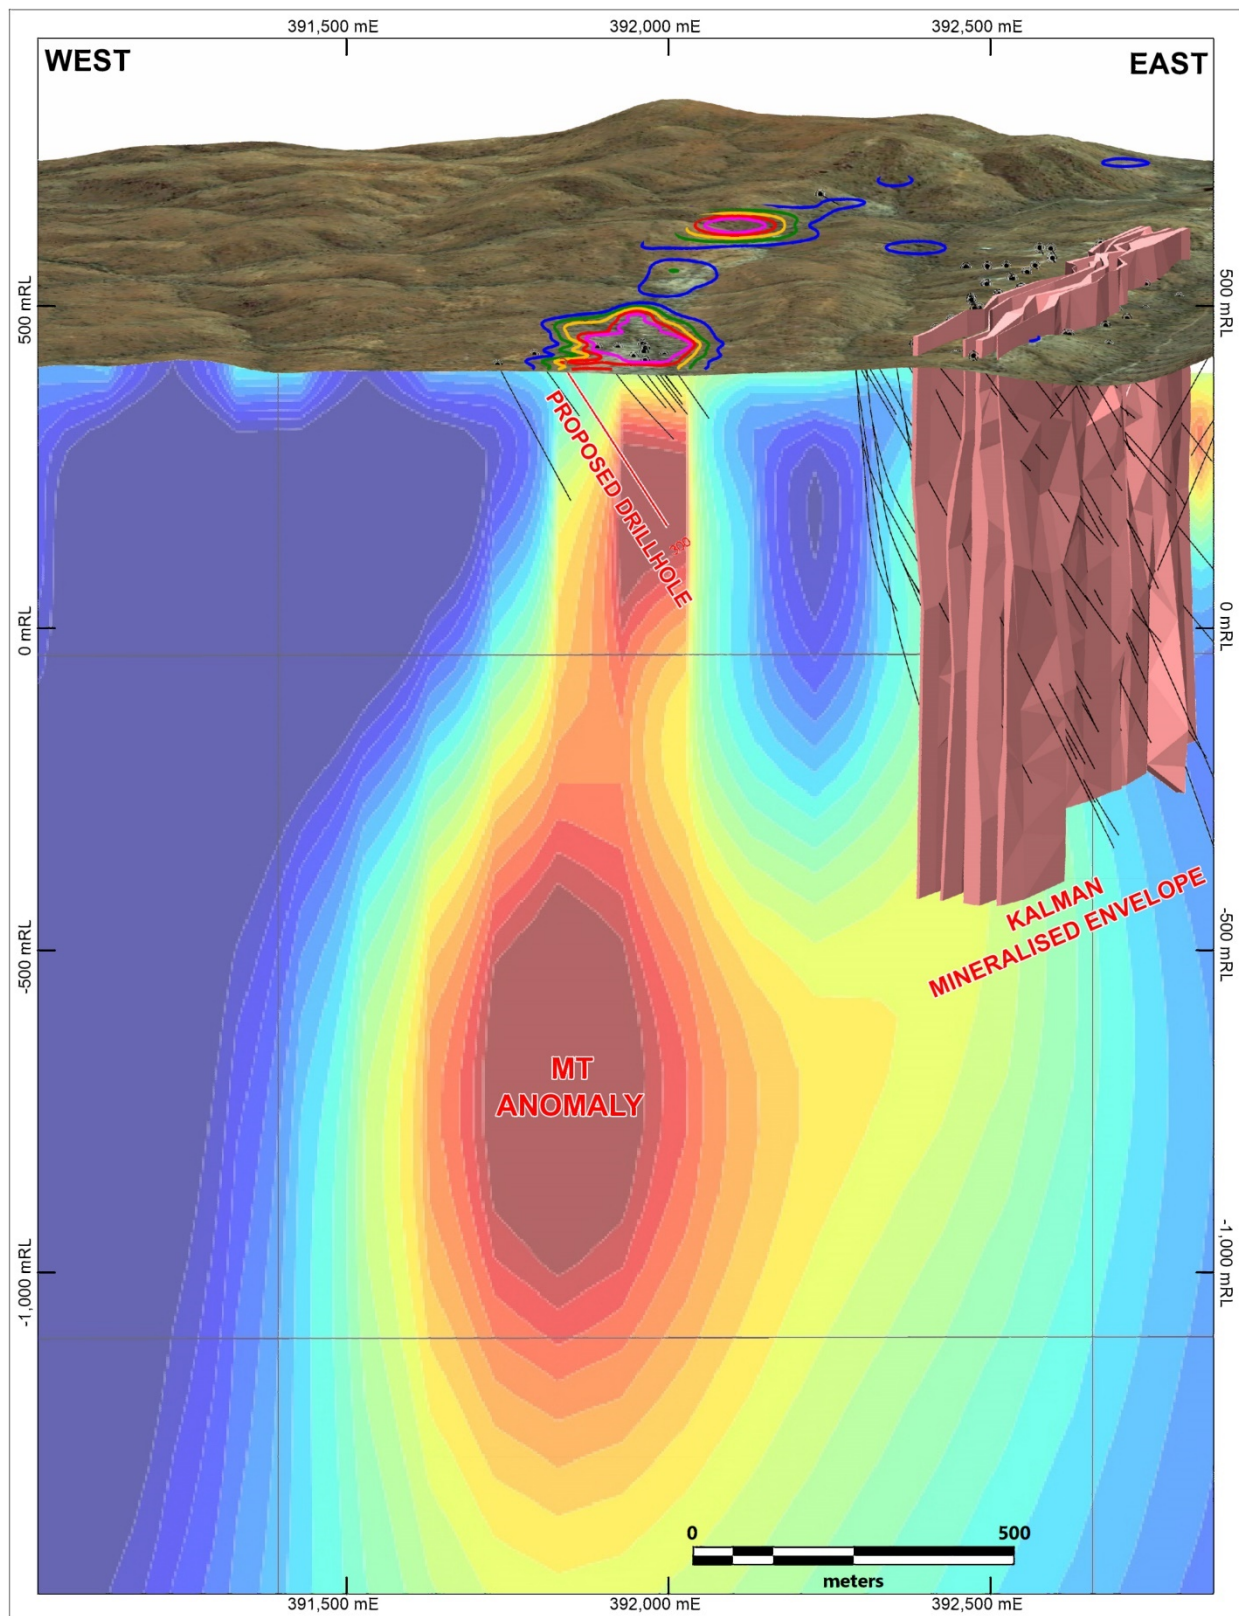 391,500 mE
392,000 mE
392,500 mE
WEST
EAST
500 mRL
500 mRL
PROPOSED DRILLHOLE
0 mRL
0 mRL
KALMAN
MINERALISED ENVELOPE
-500 mRL
-500 mRL
MT
ANOMALY
-1,000 mRL
-1,000 mRL
0
500
meters
391,500 mE
392,000 mE
392,500 mE